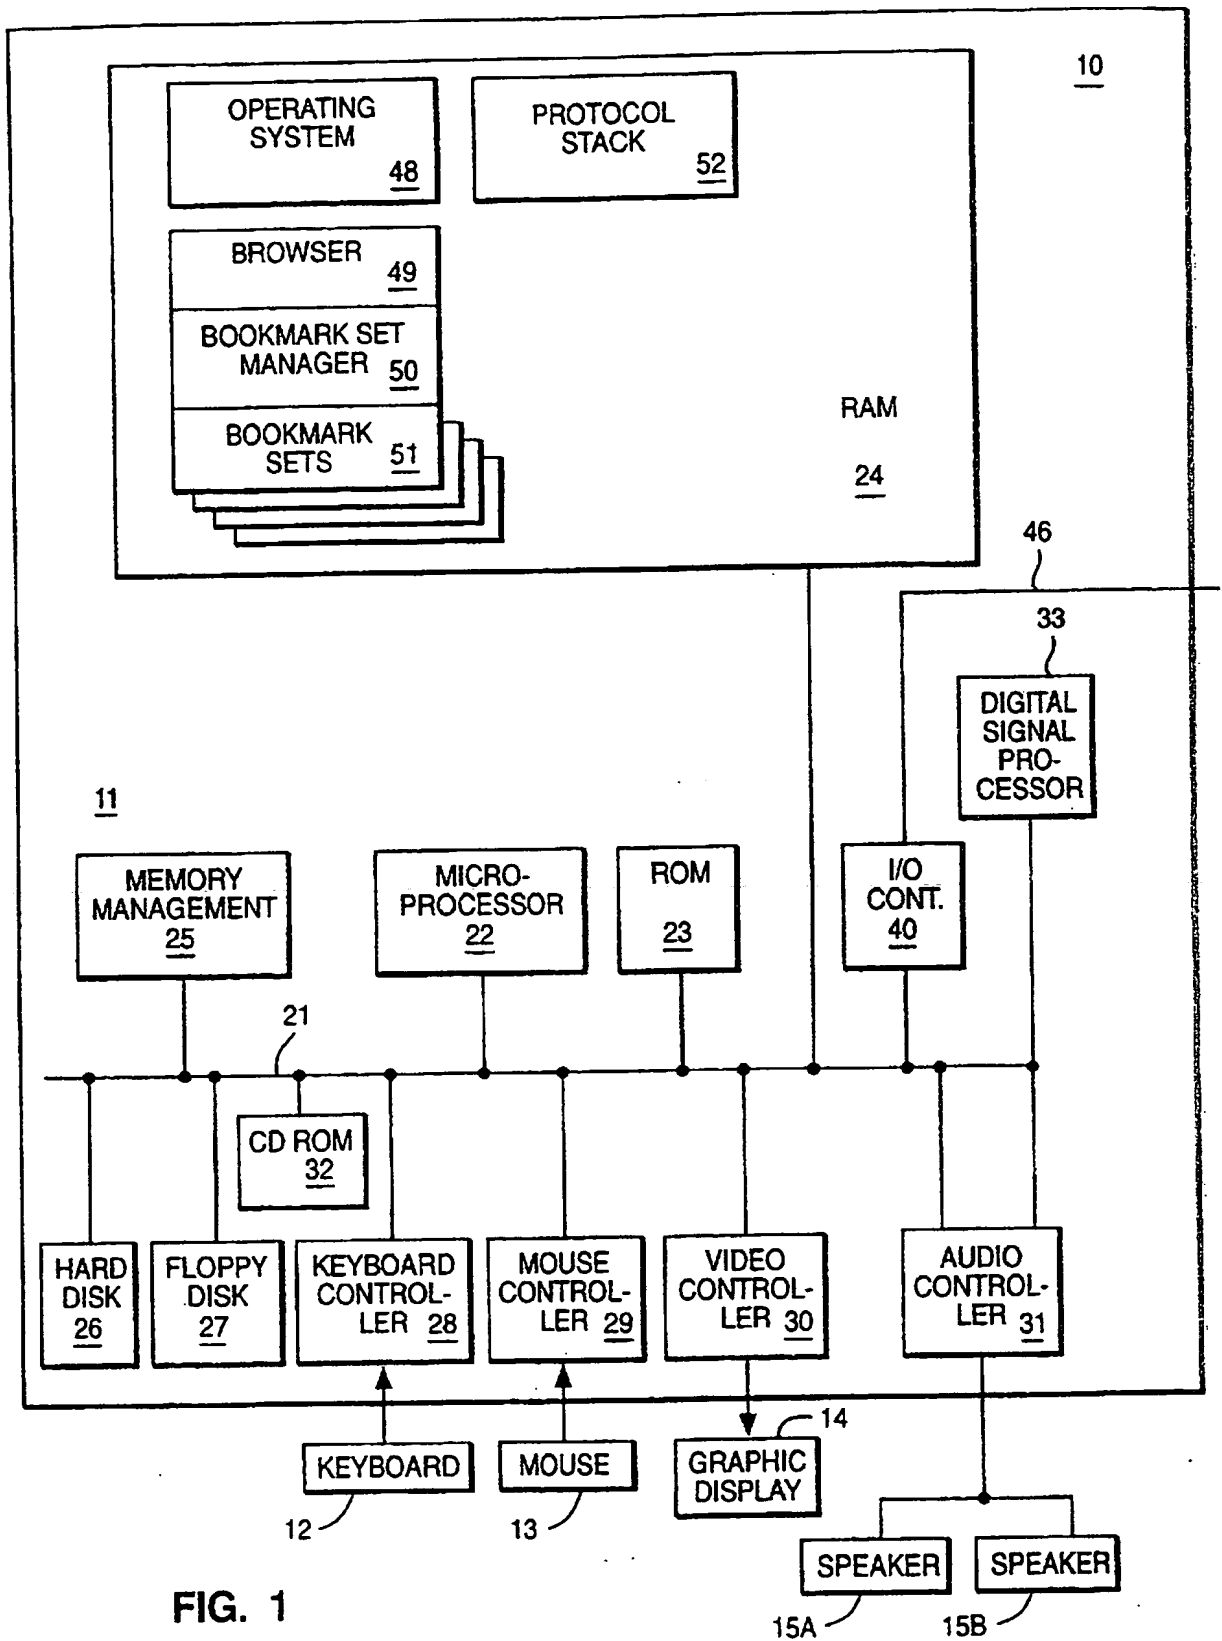 10
OPERATING
SYSTEM
48
PROTOCOL
STACK
52
BROWSER
49
BOOKMARK SET
MANAGER
50
BOOKMARK
SETS
51
RAM
24
46
33
DIGITAL
SIGNAL
PRO-
CESSOR
11
MEMORY
MANAGEMENT
25
MICRO-
PROCESSOR
22
ROM
23
I/O
CONT.
40
21
CD ROM
32
HARD
DISK
26
FLOPPY
DISK
27
KEYBOARD
CONTROL-
LER 28
MOUSE
CONTROL-
LER 29
VIDEO
CONTROL-
LER 30
AUDIO
CONTROL-
LER 31
KEYBOARD
12
MOUSE
13
14
GRAPHIC
DISPLAY
SPEAKER
15A
SPEAKER
15B
FIG. 1